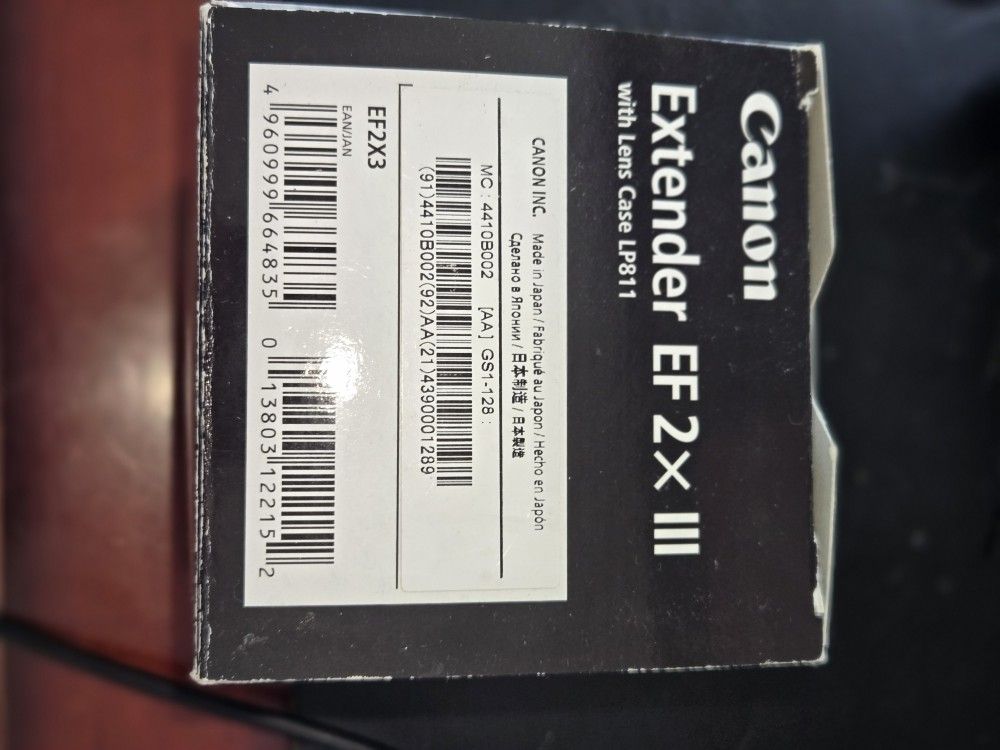 Canon
Extender EF 2× III
with Lens Case LP811
CANON INC. Made in Japan / Fabriqué au Japon / Hecho en Japón
Сделано в Японии / 日本制造 / 日本製造
MC : 4410B002 [AA] GS1-128 :
(91)4410B002(92)AA(21)4390001289
EF2X3
EAN/JAN
4 960999 664835
0 13803 12215 2